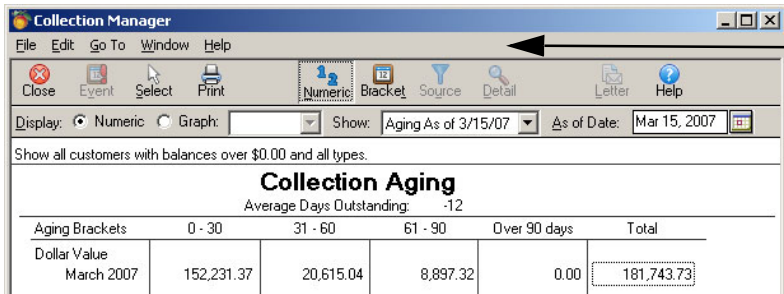 Collection Manager
File Edit Go To Window Help
Close Event Select Print Numeric Bracket Source Detail Letter Help
Display: Numeric Graph: Show: Aging As of 3/15/07 As of Date: Mar 15, 2007
Show all customers with balances over $0.00 and all types.
Collection Aging
Average Days Outstanding: -12
Aging Brackets 0 - 30 31 - 60 61 - 90 Over 90 days Total
Dollar Value
March 2007 152,231.37 20,615.04 8,897.32 0.00 181,743.73